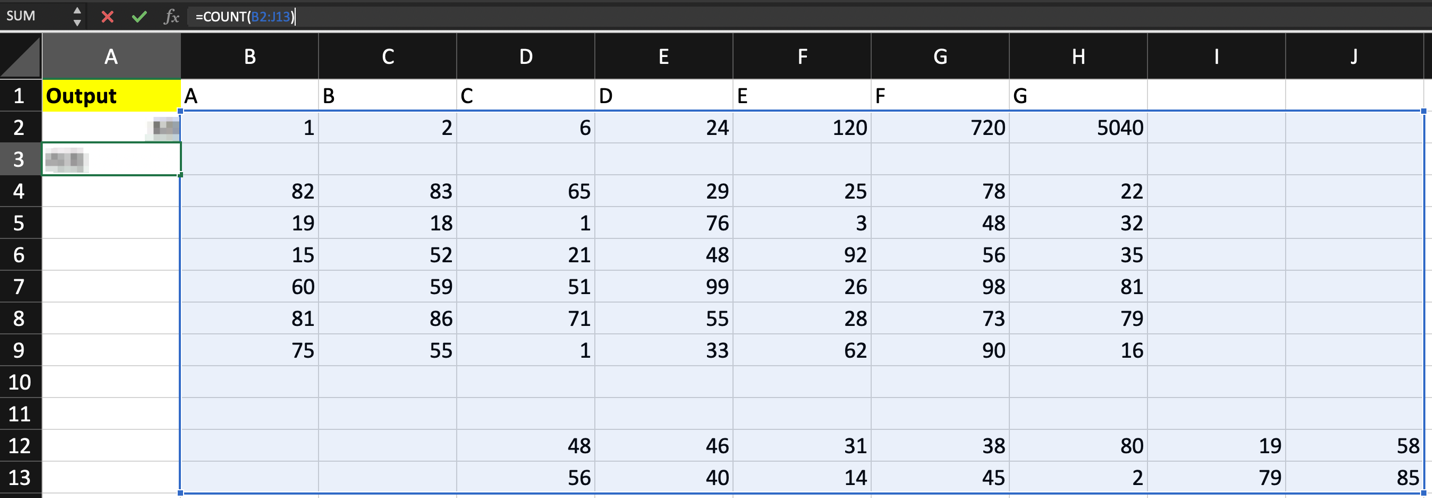 SUM fx =COUNT(B2:J13)
A B C D E F G H I J
1 Output A B C D E F G
2 1 2 6 24 120 720 5040
3
4 82 83 65 29 25 78 22
5 19 18 1 76 3 48 32
6 15 52 21 48 92 56 35
7 60 59 51 99 26 98 81
8 81 86 71 55 28 73 79
9 75 55 1 33 62 90 16
10
11
12 48 46 31 38 80 19 58
13 56 40 14 45 2 79 85